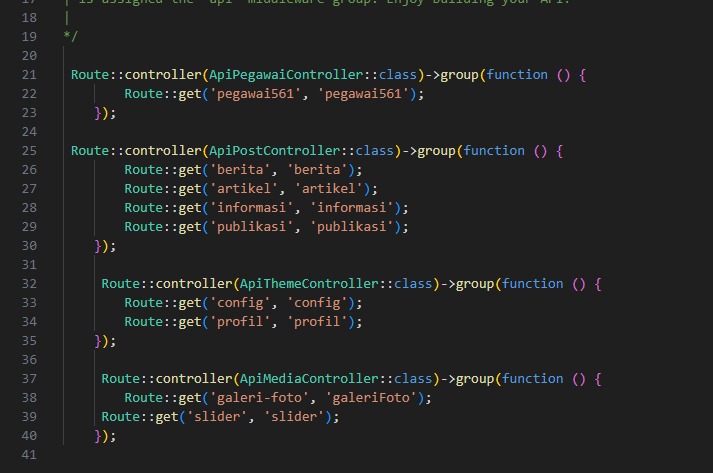 17 | is assigned the "api" middleware group. Enjoy building your API!
18 |
19 */
20
21 Route::controller(ApiPegawaiController::class)->group(function () {
22 Route::get('pegawai561', 'pegawai561');
23 });
24
25 Route::controller(ApiPostController::class)->group(function () {
26 Route::get('berita', 'berita');
27 Route::get('artikel', 'artikel');
28 Route::get('informasi', 'informasi');
29 Route::get('publikasi', 'publikasi');
30 });
31
32 Route::controller(ApiThemeController::class)->group(function () {
33 Route::get('config', 'config');
34 Route::get('profil', 'profil');
35 });
36
37 Route::controller(ApiMediaController::class)->group(function () {
38 Route::get('galeri-foto', 'galeriFoto');
39 Route::get('slider', 'slider');
40 });
41